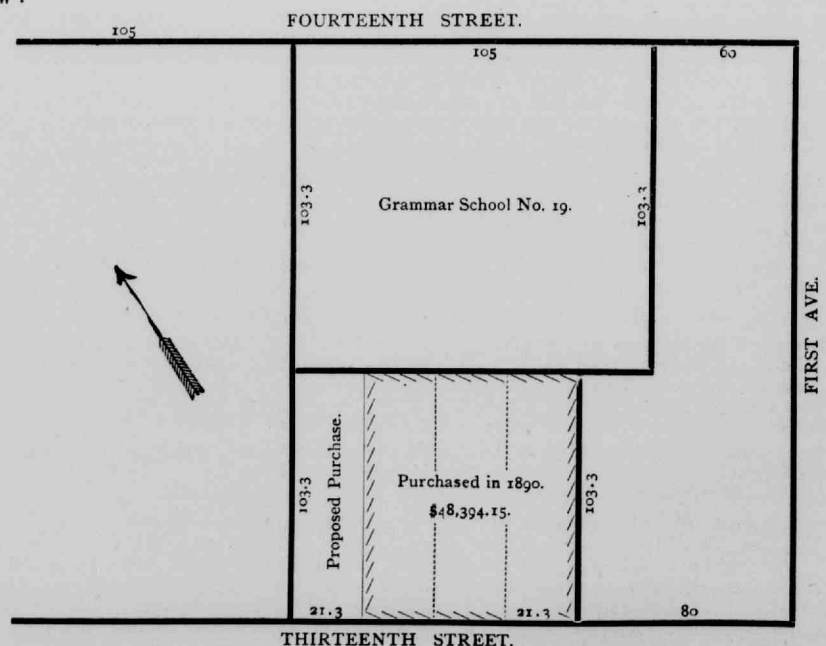 FOURTEENTH STREET.
105
105
60
103.3
Grammar School No. 19.
103.3
FIRST AVE.
103.3
Proposed Purchase.
Purchased in 1890.
$48,394.15.
103.3
21.3
21.3
80
THIRTEENTH STREET.